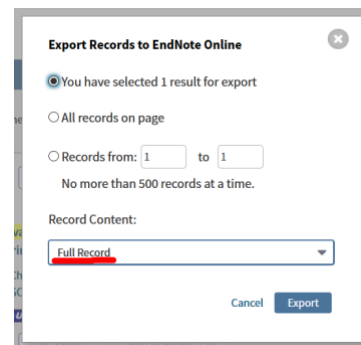 Export Records to EndNote Online
You have selected 1 result for export
All records on page
Records from: 1 to 1
No more than 500 records at a time.
Record Content:
Full Record
Cancel Export